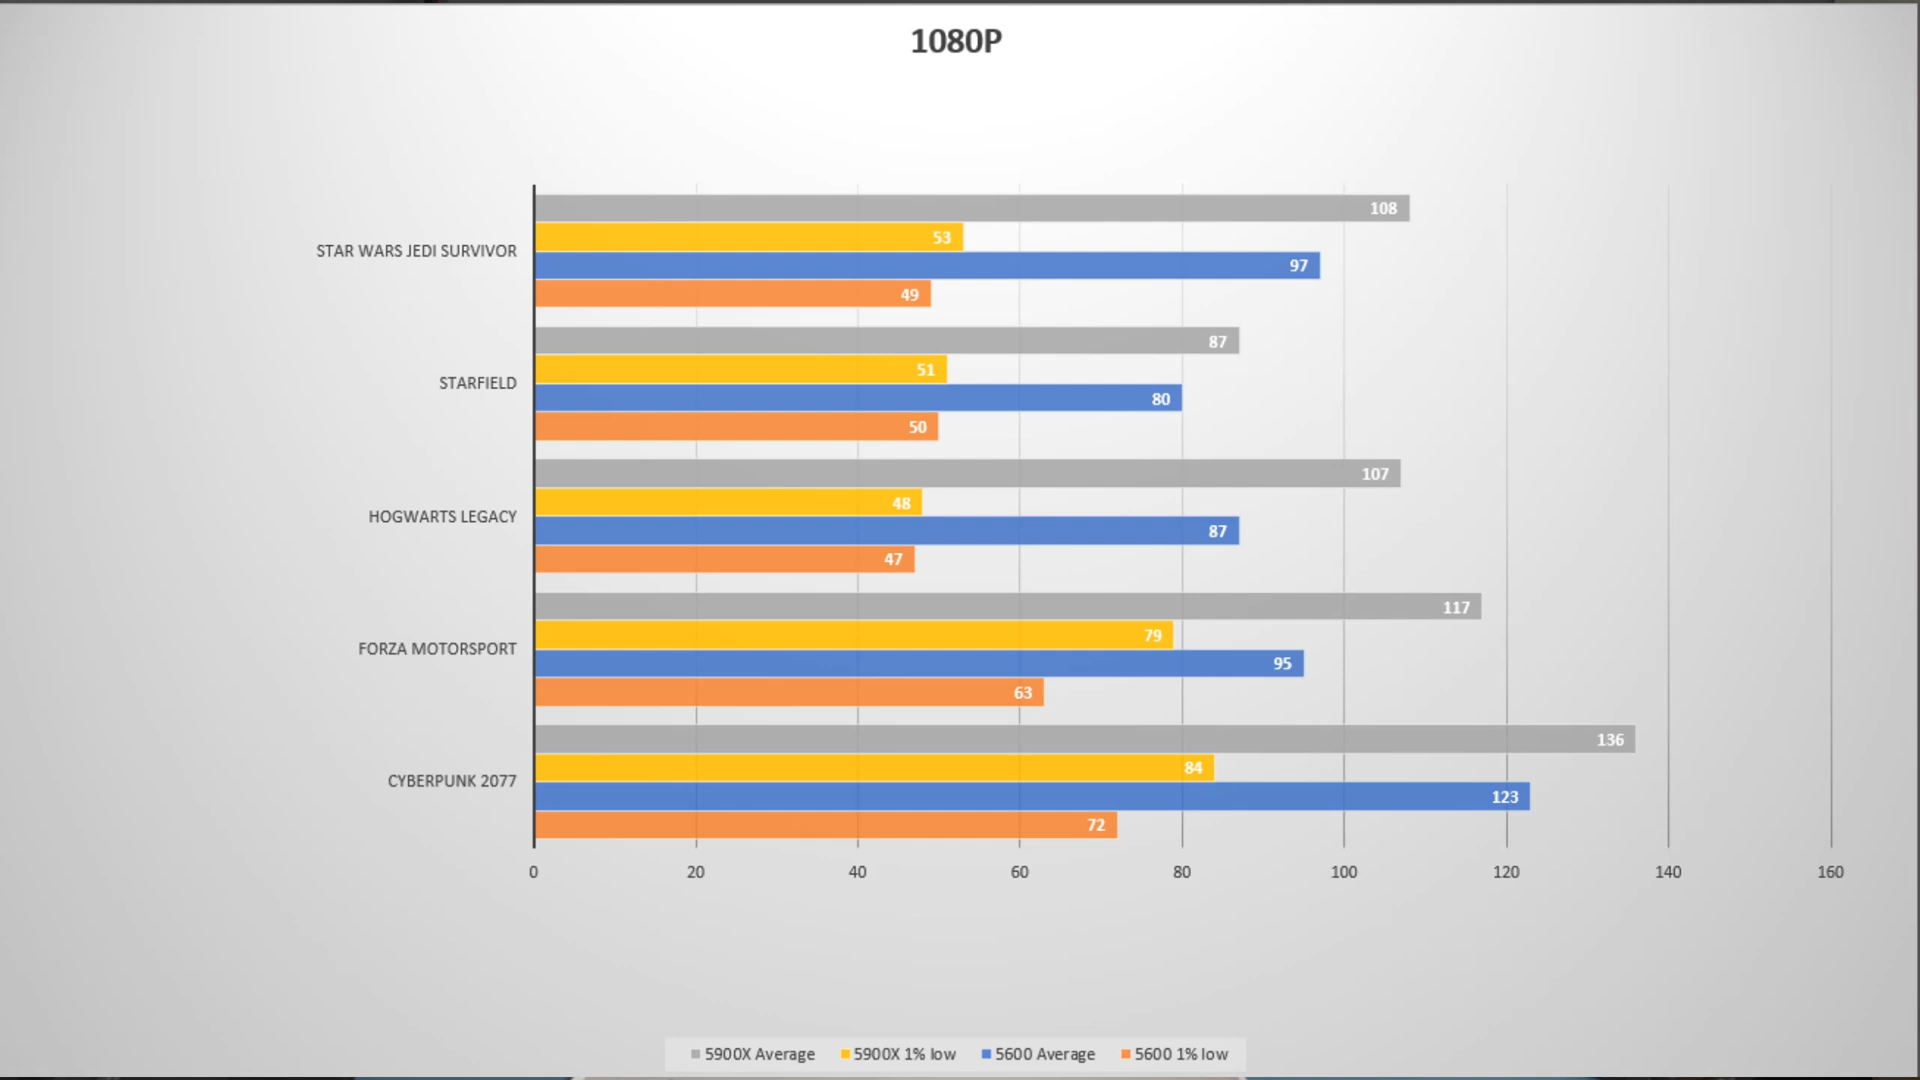 1080P
108
53
STAR WARS JEDI SURVIVOR
97
49
87
51
STARFIELD
80
50
107
48
HOGWARTS LEGACY
87
47
117
79
FORZA MOTORSPORT
95
63
136
84
CYBERPUNK 2077
123
72
0 20 40 60 80 100 120 140 160
5900X Average 5900X 1% low 5600 Average 5600 1% low